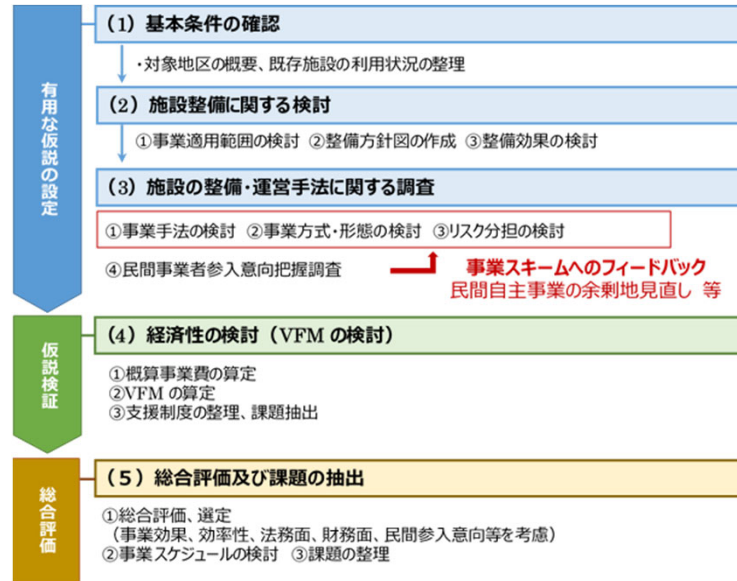 有用な仮説の設定
(1) 基本条件の確認
・対象地区の概要、既存施設の利用状況の整理
(2) 施設整備に関する検討
①事業適用範囲の検討 ②整備方針図の作成 ③整備効果の検討
(3) 施設の整備・運営手法に関する調査
①事業手法の検討 ②事業方式・形態の検討 ③リスク分担の検討
④民間事業者参入意向把握調査
事業スキームへのフィードバック
民間自主事業の余剰地見直し 等
仮説検証
(4) 経済性の検討（VFM の検討）
①概算事業費の算定
②VFM の算定
③支援制度の整理、課題抽出
総合評価
(５) 総合評価及び課題の抽出
①総合評価、選定
（事業効果、効率性、法務面、財務面、民間参入意向等を考慮）
②事業スケジュールの検討 ③課題の整理